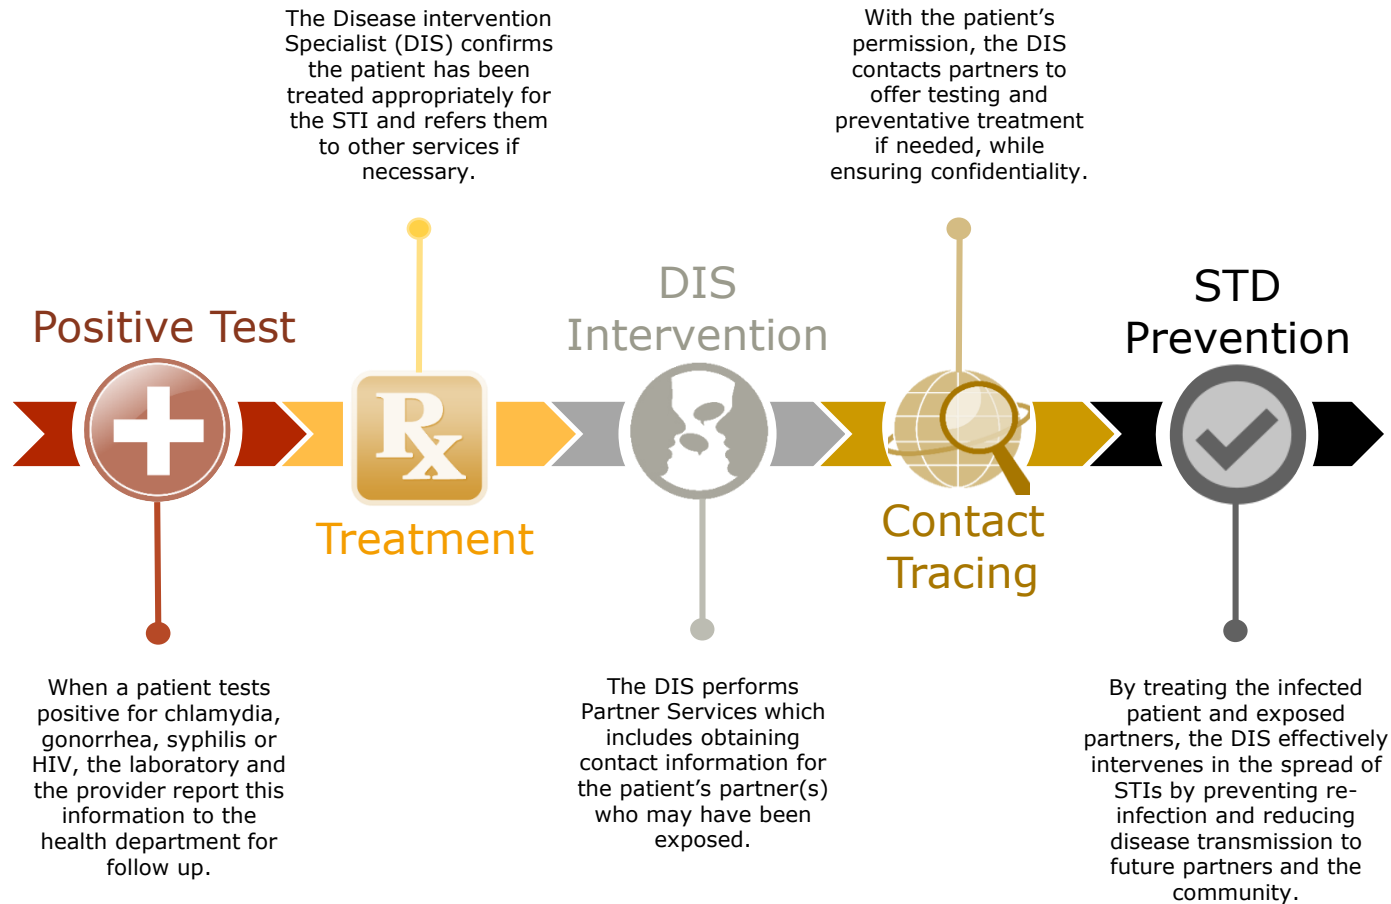 The Disease intervention
Specialist (DIS) confirms
the patient has been
treated appropriately for
the STI and refers them
to other services if
necessary.
With the patient's
permission, the DIS
contacts partners to
offer testing and
preventative treatment
if needed, while
ensuring confidentiality.
Positive Test
Rx
Treatment
DIS
Intervention
Contact
Tracing
STD
Prevention
When a patient tests
positive for chlamydia,
gonorrhea, syphilis or
HIV, the laboratory and
the provider report this
information to the
health department for
follow up.
The DIS performs
Partner Services which
includes obtaining
contact information for
the patient's partner(s)
who may have been
exposed.
By treating the infected
patient and exposed
partners, the DIS effectively
intervenes in the spread of
STIs by preventing re-
infection and reducing
disease transmission to
future partners and the
community.